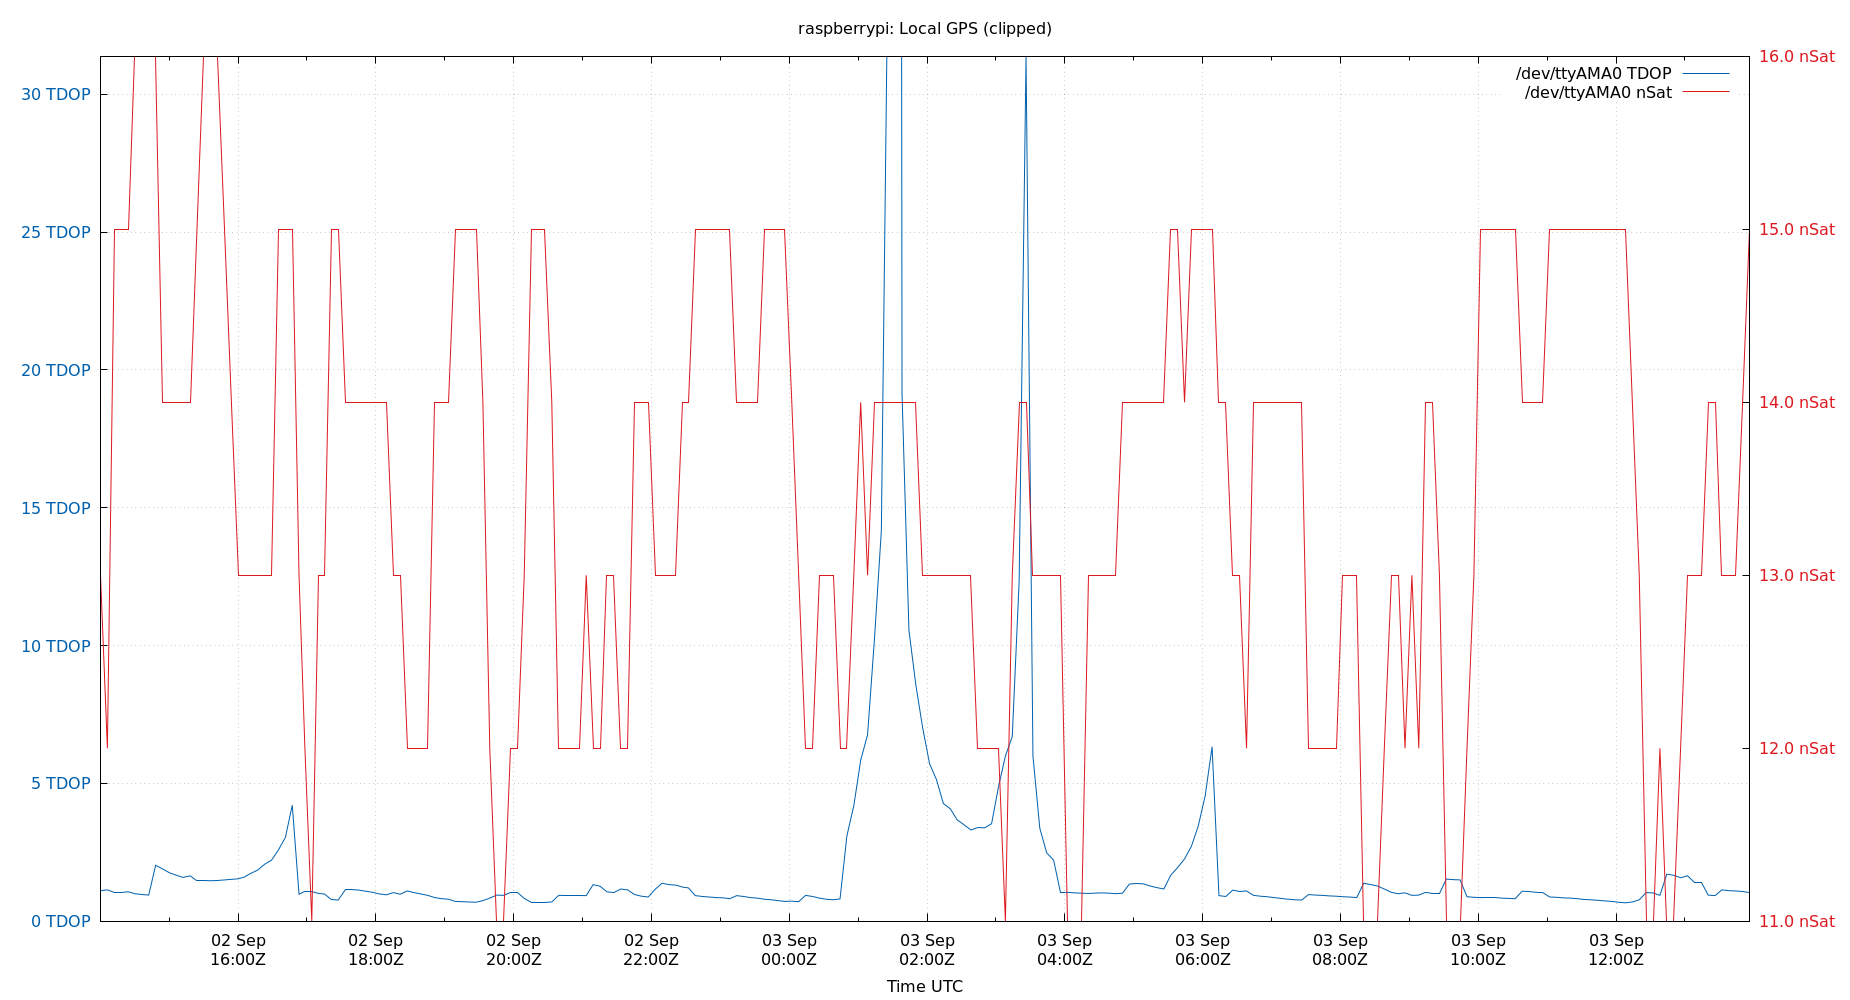 raspberrypi: Local GPS (clipped)
/dev/ttyAMA0 TDOP
/dev/ttyAMA0 nSat
30 TDOP
25 TDOP
20 TDOP
15 TDOP
10 TDOP
5 TDOP
0 TDOP
16.0 nSat
15.0 nSat
14.0 nSat
13.0 nSat
12.0 nSat
11.0 nSat
02 Sep
16:00Z
02 Sep
18:00Z
02 Sep
20:00Z
02 Sep
22:00Z
03 Sep
00:00Z
03 Sep
02:00Z
03 Sep
04:00Z
03 Sep
06:00Z
03 Sep
08:00Z
03 Sep
10:00Z
03 Sep
12:00Z
Time UTC